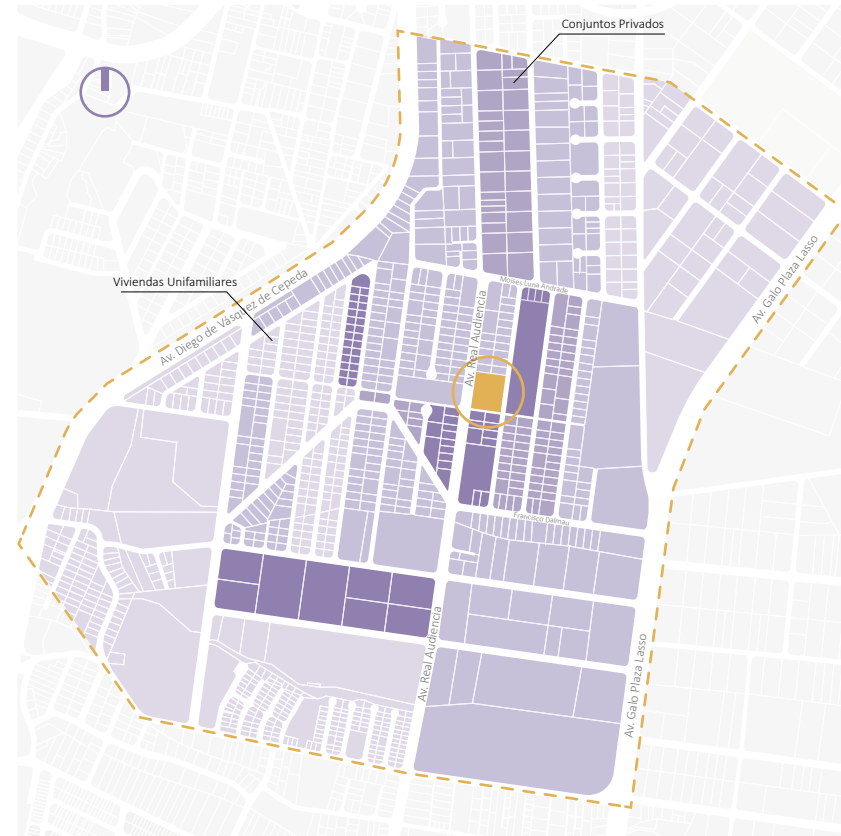 Conjuntos Privados
Viviendas Unifamiliares
Av. Diego de Vásquez de Cepeda
Moises Luna Andrade
Av. Real Audiencia
Av. Galo Plaza Lasso
Francisco Dalmau
Av. Real Audiencia
Av. Galo Plaza Lasso